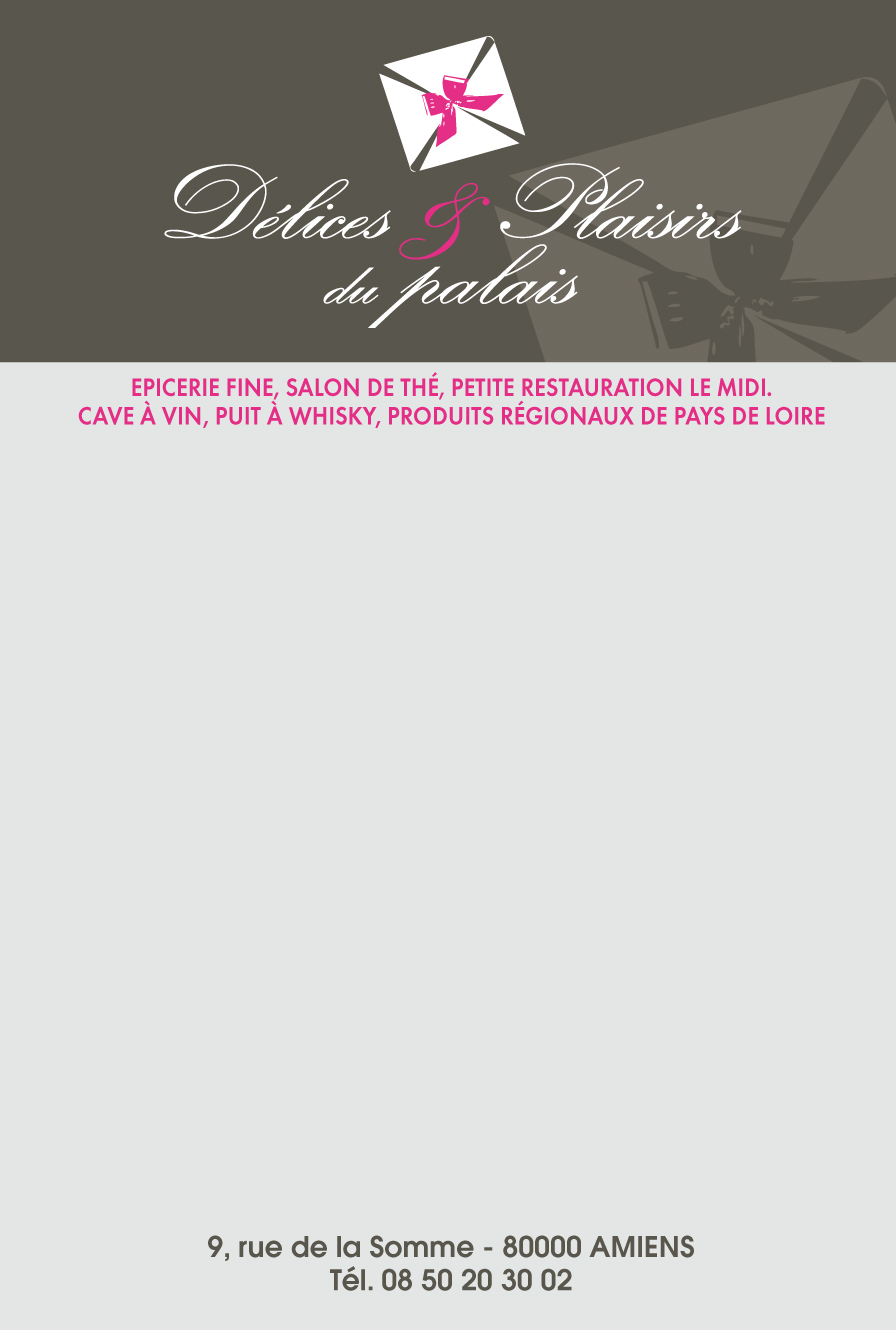 Délices & Plaisirs
du palais
EPICERIE FINE, SALON DE THÉ, PETITE RESTAURATION LE MIDI.
CAVE À VIN, PUIT À WHISKY, PRODUITS RÉGIONAUX DE PAYS DE LOIRE
9, rue de la Somme - 80000 AMIENS
Tél. 08 50 20 30 02